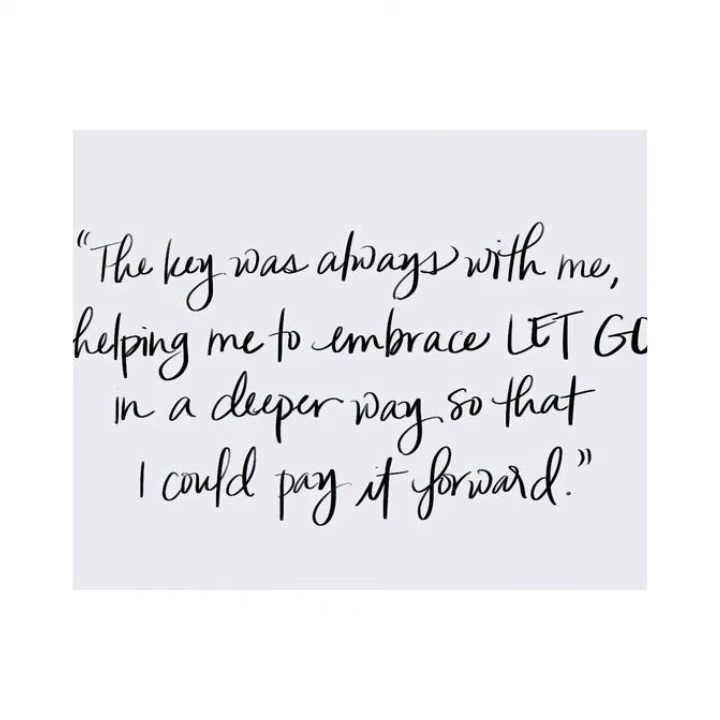 "The key was always with me,
helping me to embrace LET GO
in a deeper way so that
I could pay it forward."